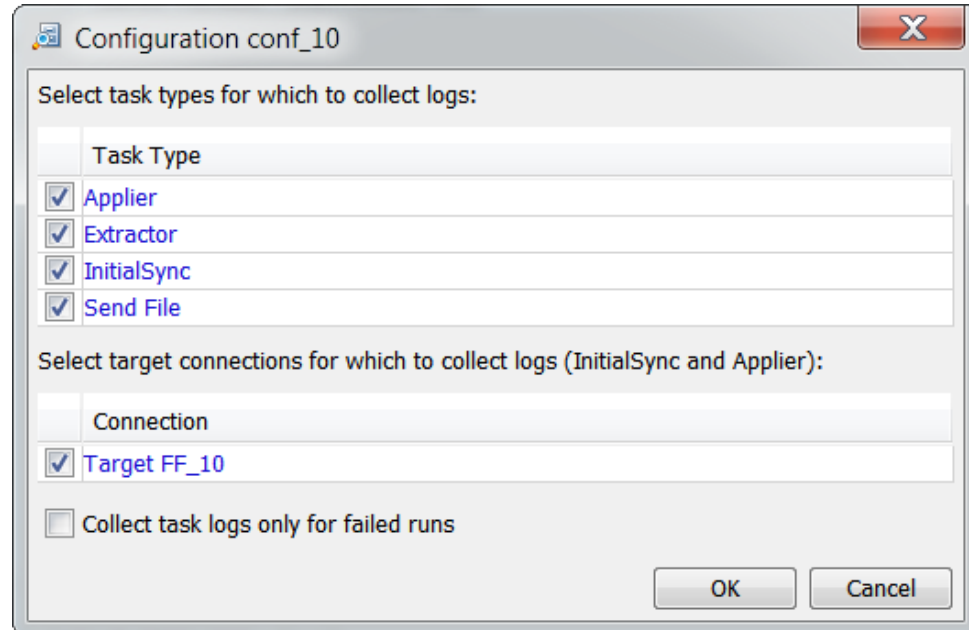 Configuration conf_10
Select task types for which to collect logs:
Task Type
Applier
Extractor
InitialSync
Send File
Select target connections for which to collect logs (InitialSync and Applier):
Connection
Target FF_10
Collect task logs only for failed runs
OK Cancel